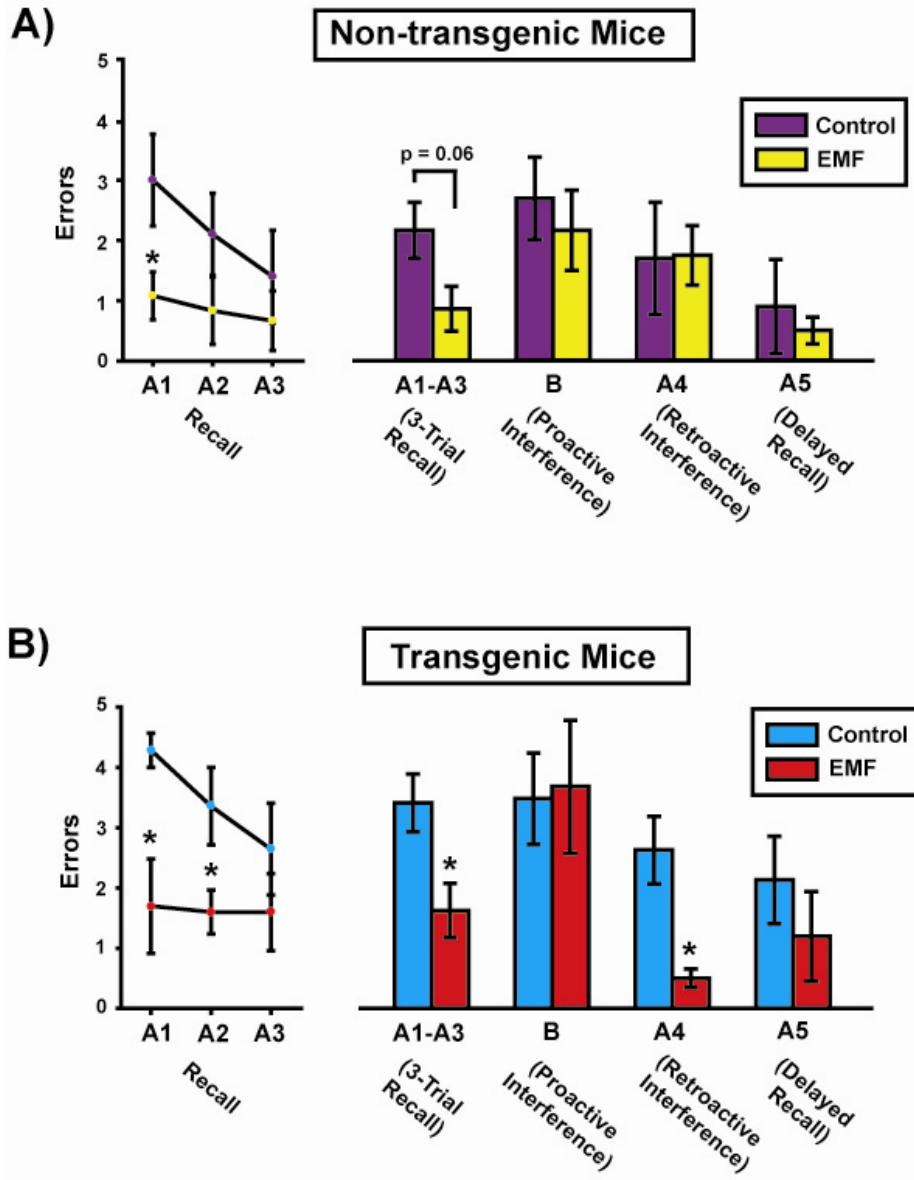 A)
Non-transgenic Mice
5
4
3
2
1
0
Errors
*
A1 A2 A3
Recall
p = 0.06
Control
EMF
A1-A3
(3-Trial
Recall)
B
(Proactive
Interference)
A4
(Retroactive
Interference)
A5
(Delayed
Recall)
B)
Transgenic Mice
5
4
3
2
1
0
Errors
*
*
A1 A2 A3
Recall
*
*
Control
EMF
A1-A3
(3-Trial
Recall)
B
(Proactive
Interference)
A4
(Retroactive
Interference)
A5
(Delayed
Recall)